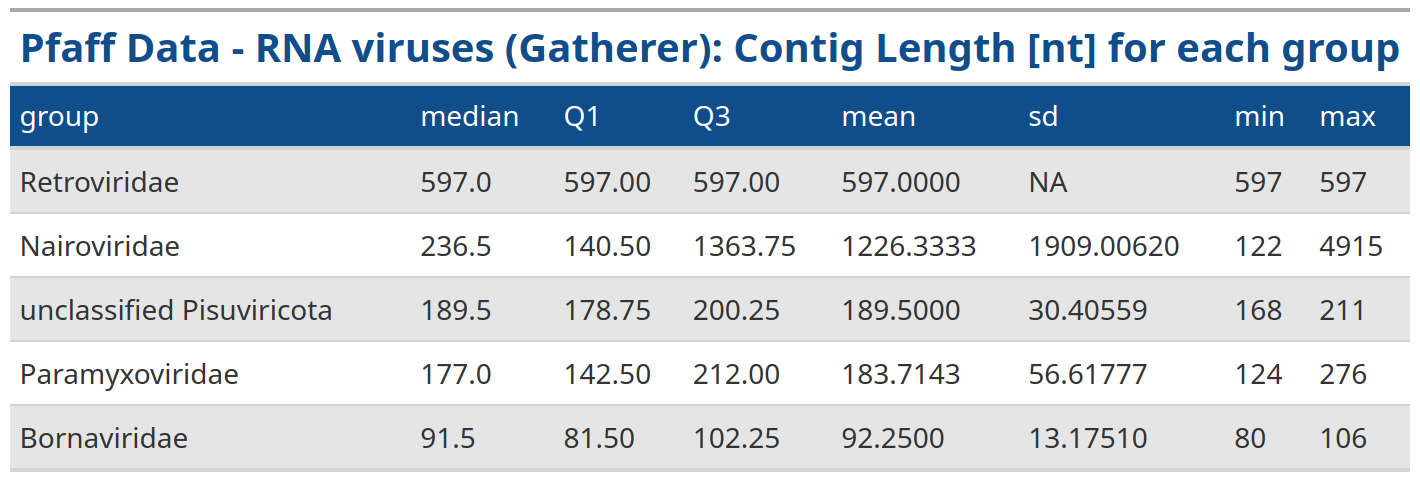 Pfaff Data - RNA viruses (Gatherer): Contig Length [nt] for each group
group median Q1 Q3 mean sd min max
Retroviridae 597.0 597.00 597.00 597.0000 NA 597 597
Nairoviridae 236.5 140.50 1363.75 1226.3333 1909.00620 122 4915
unclassified Pisuviricota 189.5 178.75 200.25 189.5000 30.40559 168 211
Paramyxoviridae 177.0 142.50 212.00 183.7143 56.61777 124 276
Bornaviridae 91.5 81.50 102.25 92.2500 13.17510 80 106